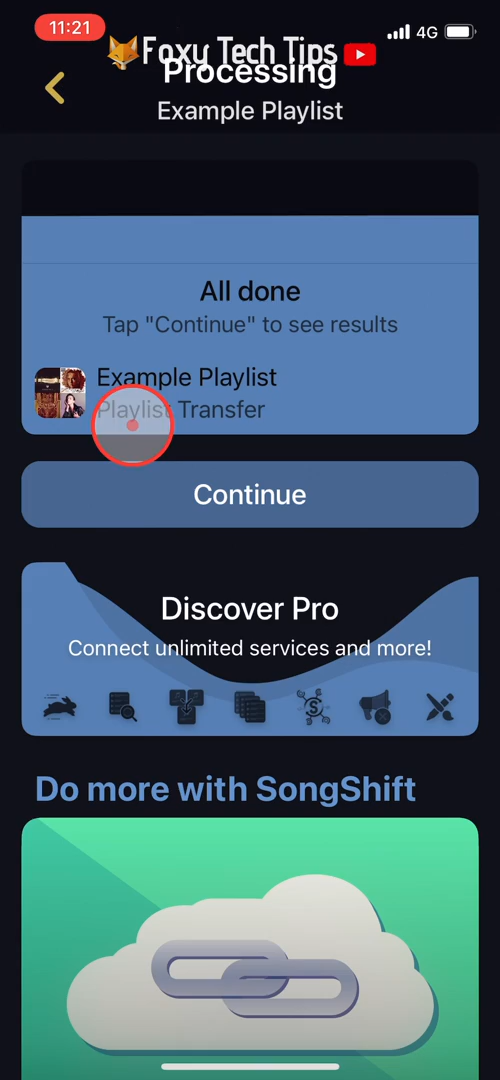 11:21
4G
Foxy Tech Tips
Processing
Example Playlist
All done
Tap "Continue" to see results
Example Playlist
Playlist Transfer
Continue
Discover Pro
Connect unlimited services and more!
Do more with SongShift